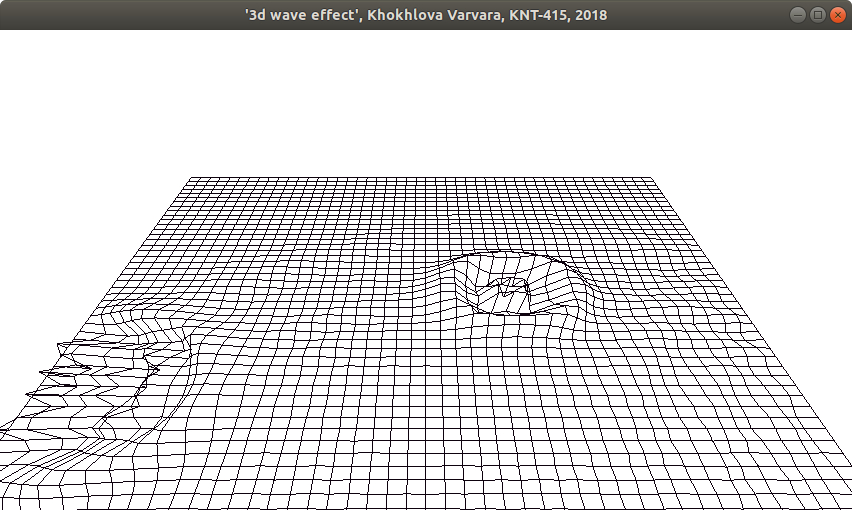 '3d wave effect', Khokhlova Varvara, KNT-415, 2018